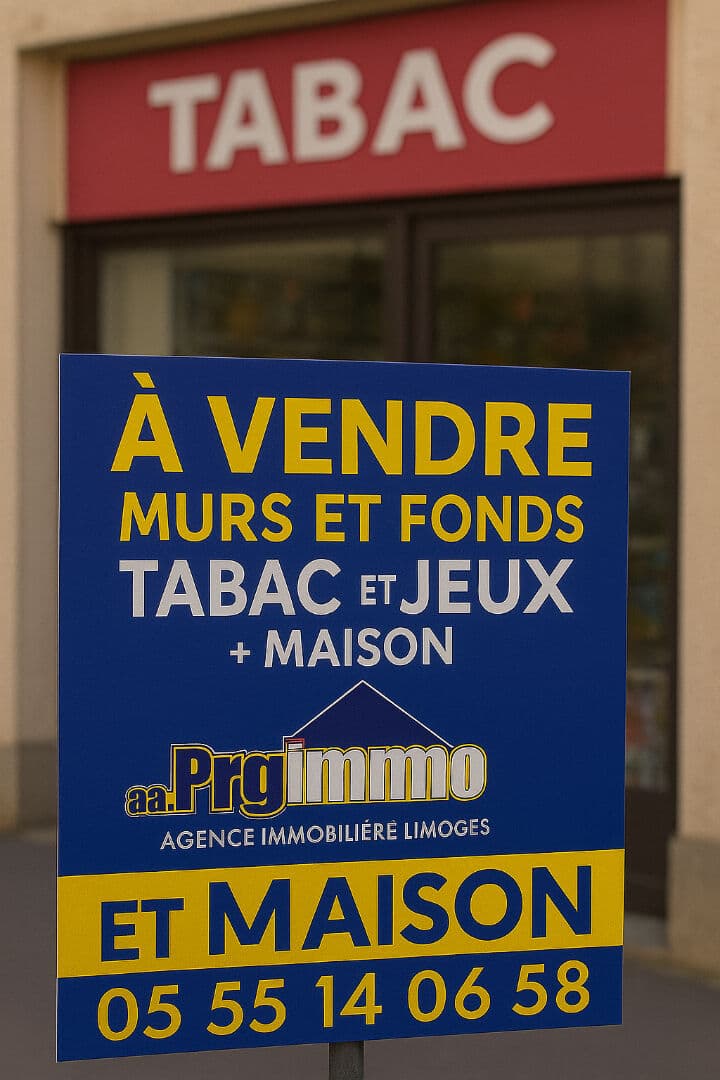 TABAC
À VENDRE
MURS ET FONDS
TABAC ET JEUX
+ MAISON
aa.Prgimmo
AGENCE IMMOBILIÉRÉ LIMOGES
ET MAISON
05 55 14 06 58